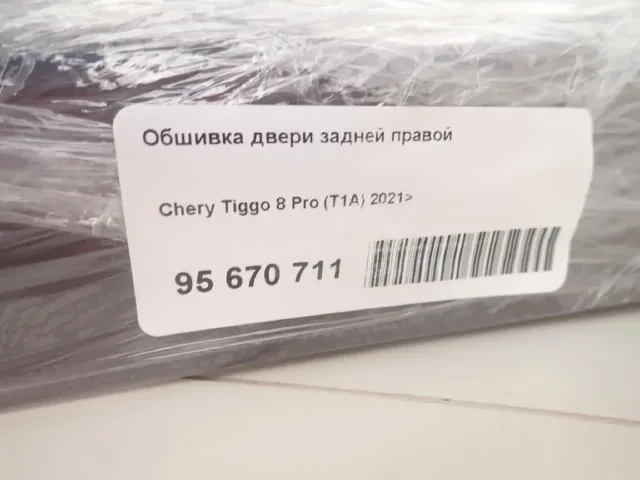 Обшивка двери задней правой
Chery Tiggo 8 Pro (T1A) 2021>
95 670 711